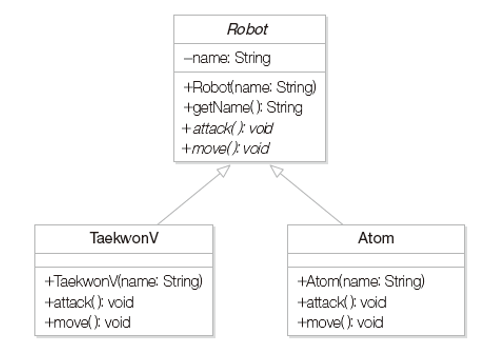 Robot
–name: String
+Robot(name: String)
+getName( ): String
+attack( ): void
+move( ): void
TaekwonV
+TaekwonV(name: String)
+attack( ): void
+move( ): void
Atom
+Atom(name: String)
+attack( ): void
+move( ): void